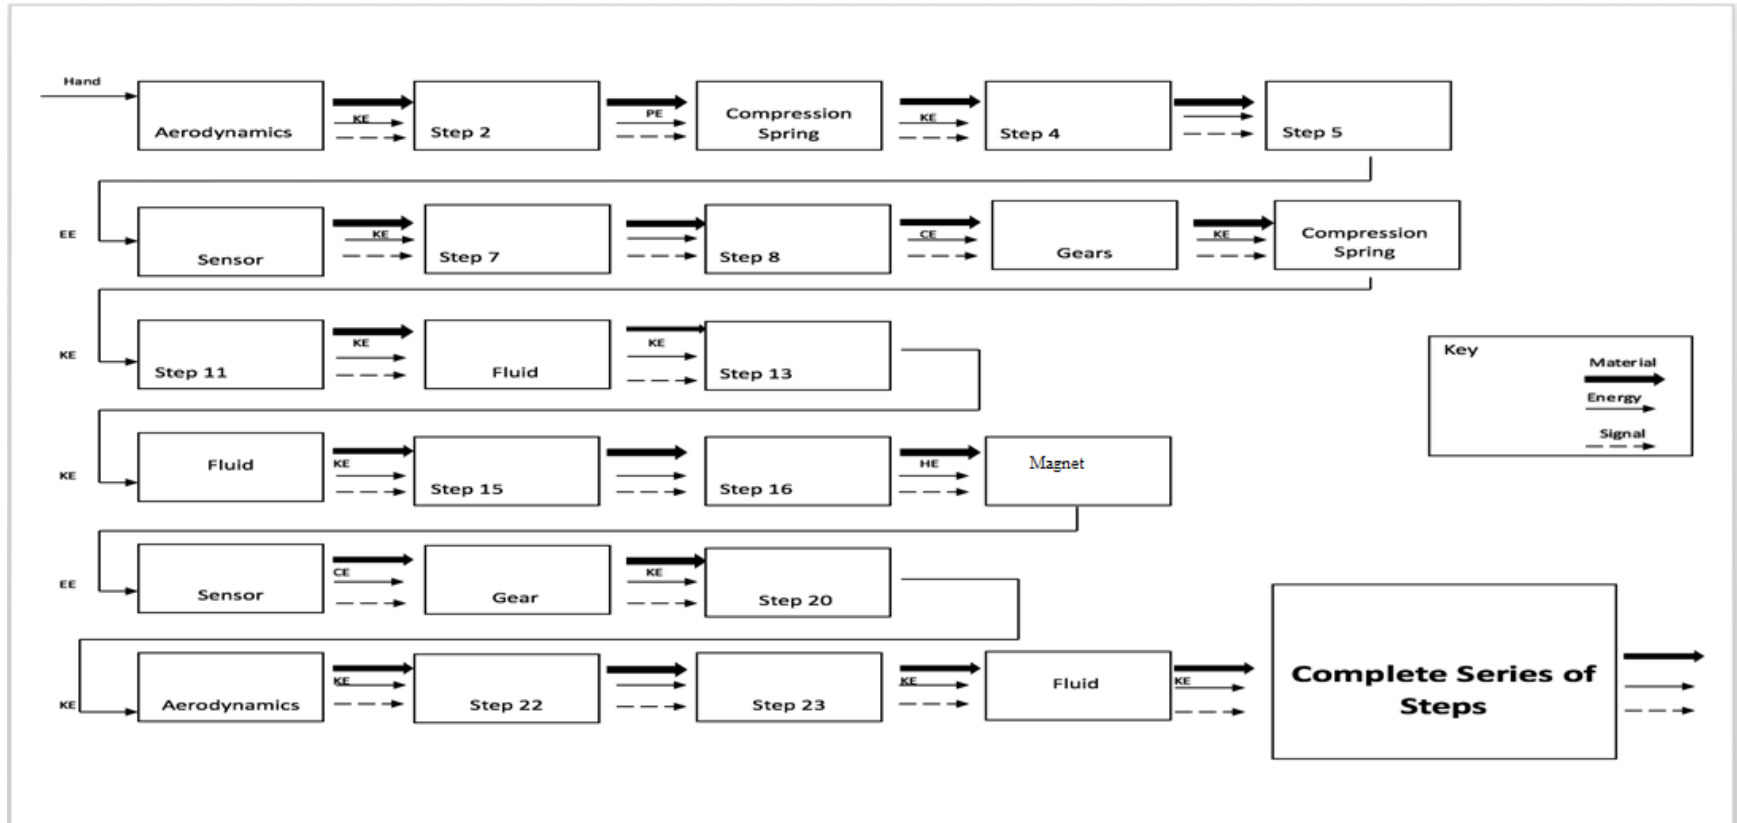 Hand
Aerodynamics
KE
Step 2
PE
Compression
Spring
KE
Step 4
Step 5
EE
Sensor
KE
Step 7
Step 8
CE
Gears
KE
Compression
Spring
KE
Step 11
KE
Fluid
KE
Step 13
Key
Material
Energy
Signal
KE
Fluid
KE
Step 15
Step 16
HE
Magnet
EE
Sensor
CE
Gear
KE
Step 20
KE
Aerodynamics
KE
Step 22
Step 23
KE
Fluid
KE
Complete Series of
Steps